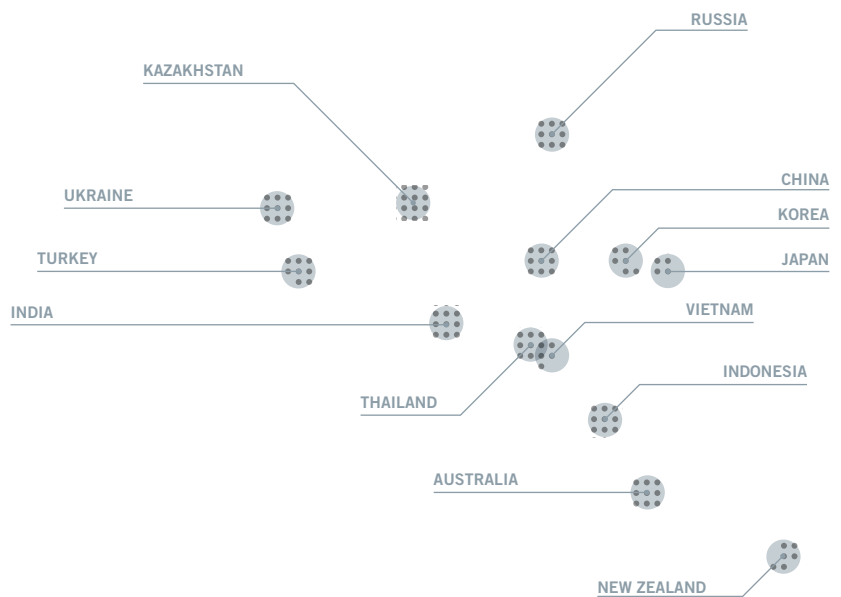 RUSSIA
KAZAKHSTAN
CHINA
UKRAINE
KOREA
TURKEY
JAPAN
INDIA
VIETNAM
INDONESIA
THAILAND
AUSTRALIA
NEW ZEALAND